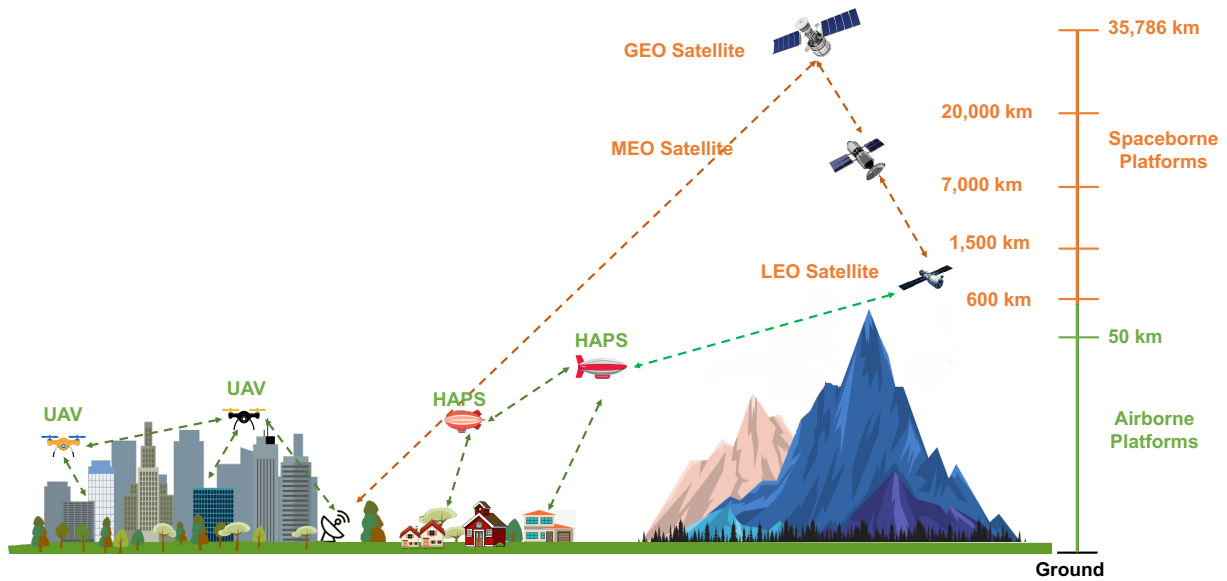 35,786 km
GEO Satellite
20,000 km
Spaceborne
Platforms
MEO Satellite
7,000 km
1,500 km
LEO Satellite
600 km
50 km
HAPS
UAV
HAPS
UAV
Airborne
Platforms
Ground